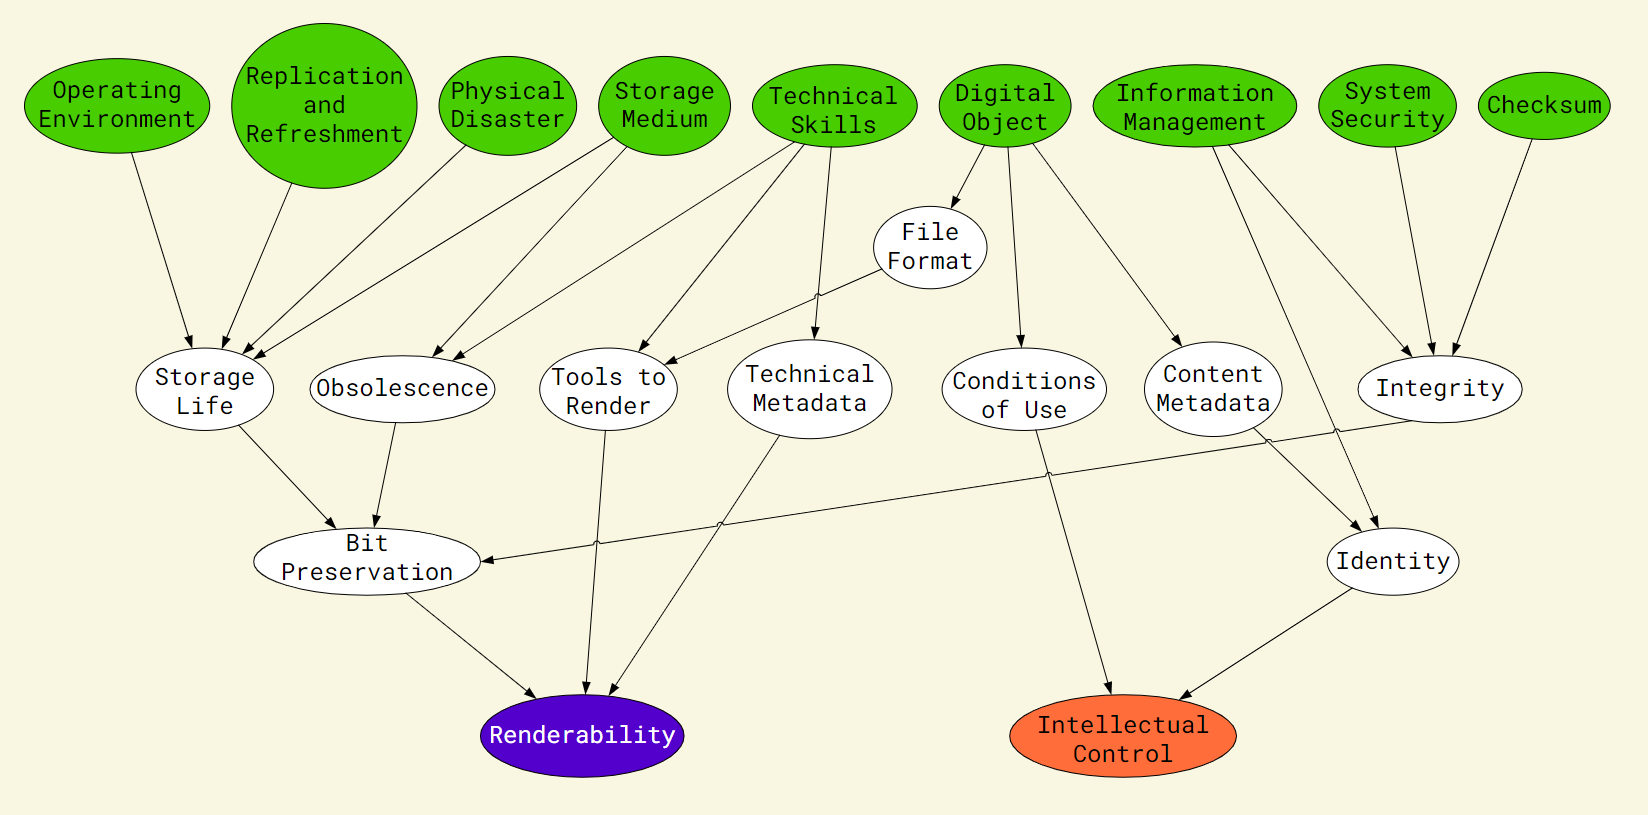 Operating
Environment
Replication
and
Refreshment
Physical
Disaster
Storage
Medium
Technical
Skills
Digital
Object
Information
Management
System
Security
Checksum
File
Format
Storage
Life
Obsolescence
Tools to
Render
Technical
Metadata
Conditions
of Use
Content
Metadata
Integrity
Bit
Preservation
Identity
Renderability
Intellectual
Control